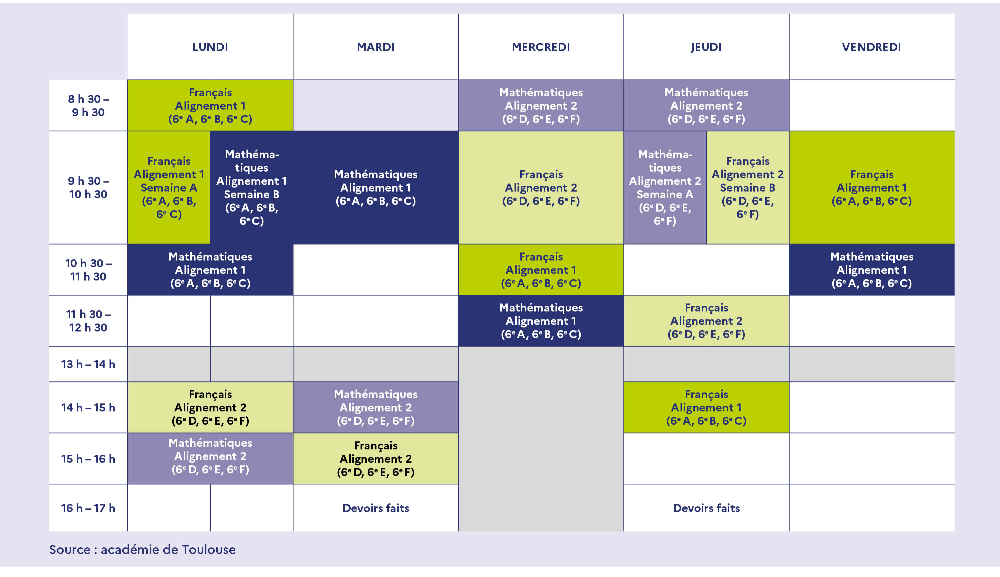 LUNDI
MARDI
MERCREDI
JEUDI
VENDREDI
8 h 30 –
9 h 30
Français
Alignement 1
(6e A, 6e B, 6e C)
Mathématiques
Alignement 2
(6e D, 6e E, 6e F)
Mathématiques
Alignement 2
(6e D, 6e E, 6e F)
9 h 30 –
10 h 30
Français
Alignement 1
Semaine A
(6e A, 6e B,
6e C)
Mathéma-
tiques
Alignement 1
Semaine B
(6e A, 6e B,
6e C)
Mathématiques
Alignement 1
(6e A, 6e B, 6e C)
Français
Alignement 2
(6e D, 6e E, 6e F)
Mathéma-
tiques
Alignement 2
Semaine A
(6e D, 6e E,
6e F)
Français
Alignement 2
Semaine B
(6e D, 6e E,
6e F)
Français
Alignement 1
(6e A, 6e B, 6e C)
10 h 30 –
11 h 30
Mathématiques
Alignement 1
(6e A, 6e B, 6e C)
Français
Alignement 1
(6e A, 6e B, 6e C)
Mathématiques
Alignement 1
(6e A, 6e B, 6e C)
11 h 30 –
12 h 30
Mathématiques
Alignement 1
(6e A, 6e B, 6e C)
Français
Alignement 2
(6e D, 6e E, 6e F)
13 h – 14 h
14 h – 15 h
Français
Alignement 2
(6e D, 6e E, 6e F)
Mathématiques
Alignement 2
(6e D, 6e E, 6e F)
Français
Alignement 1
(6e A, 6e B, 6e C)
15 h – 16 h
Mathématiques
Alignement 2
(6e D, 6e E, 6e F)
Français
Alignement 2
(6e D, 6e E, 6e F)
16 h – 17 h
Devoirs faits
Devoirs faits
Source : académie de Toulouse